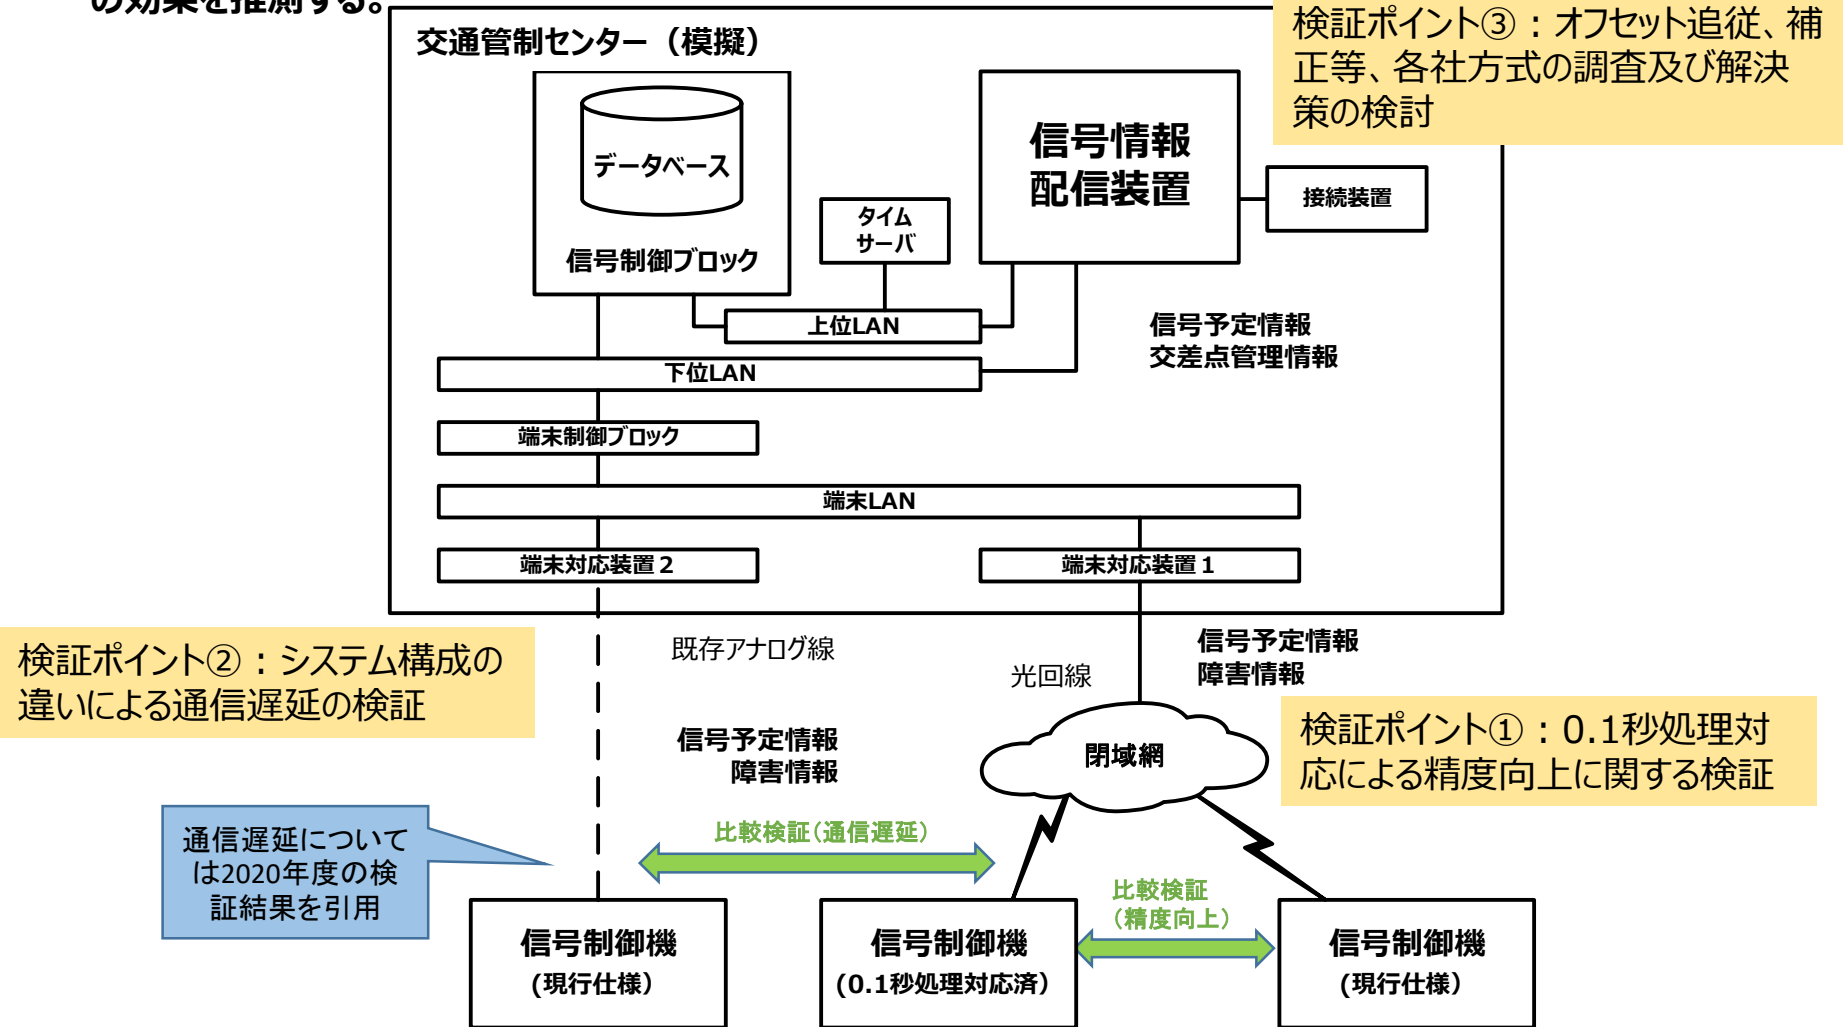 の効果を推測する。
交通管制センター（模擬）
検証ポイント③：オフセット追従、補
正等、各社方式の調査及び解決
策の検討
データベース
信号制御ブロック
タイム
サーバ
信号情報
配信装置
接続装置
上位LAN
信号予定情報
交差点管理情報
下位LAN
端末制御ブロック
端末LAN
端末対応装置２
端末対応装置１
検証ポイント②：システム構成の
違いによる通信遅延の検証
既存アナログ線
光回線
信号予定情報
障害情報
信号予定情報
障害情報
閉域網
検証ポイント①：0.1秒処理対
応による精度向上に関する検証
通信遅延について
は2020年度の検
証結果を引用
比較検証（通信遅延）
比較検証
（精度向上）
信号制御機
(現行仕様）
信号制御機
(0.1秒処理対応済）
信号制御機
(現行仕様）